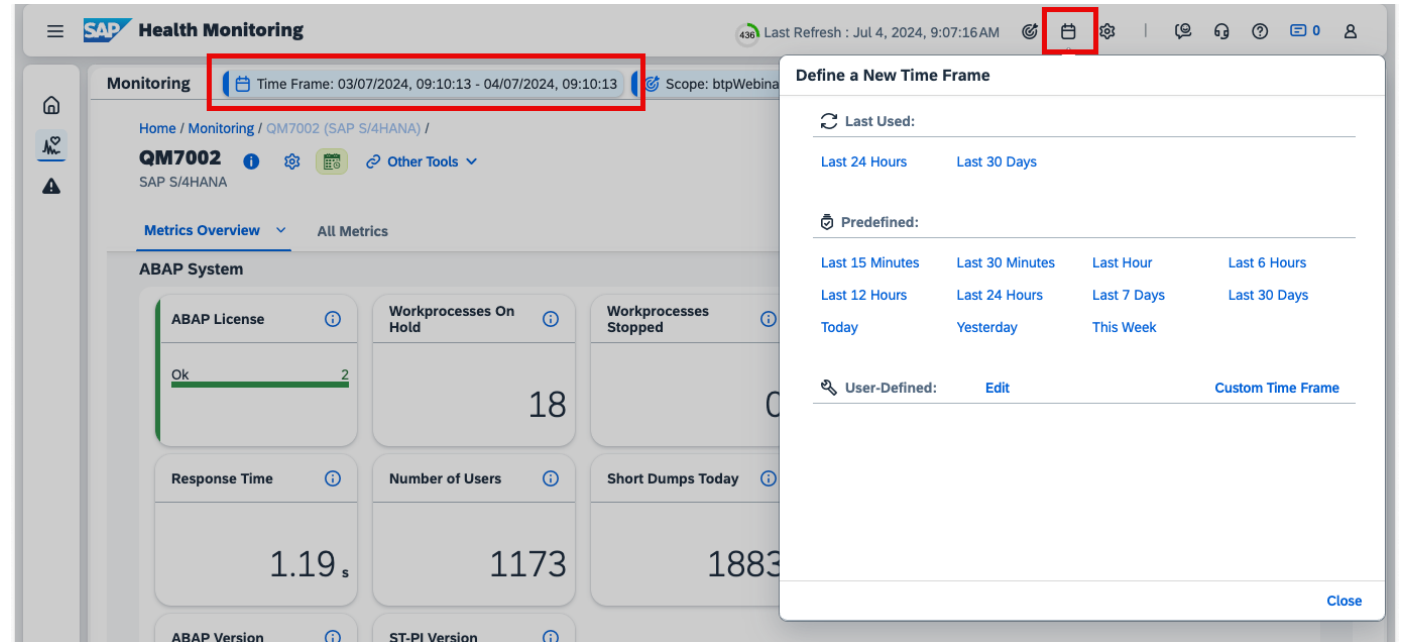 SAP Health Monitoring
436 Last Refresh : Jul 4, 2024, 9:07:16AM
0
Monitoring
Time Frame: 03/07/2024, 09:10:13 - 04/07/2024, 09:10:13
Scope: btpWebina
Home / Monitoring / QM7002 (SAP S/4HANA) /
QM7002
Other Tools
SAP S/4HANA
Metrics Overview
All Metrics
ABAP System
ABAP License
Ok 2
Workprocesses On
Hold
18
Workprocesses
Stopped
0
Response Time
1.19 s
Number of Users
1173
Short Dumps Today
1883
ABAP Version
ST-PI Version
Define a New Time Frame
Last Used:
Last 24 Hours Last 30 Days
Predefined:
Last 15 Minutes Last 30 Minutes Last Hour Last 6 Hours
Last 12 Hours Last 24 Hours Last 7 Days Last 30 Days
Today Yesterday This Week
User-Defined: Edit Custom Time Frame
Close